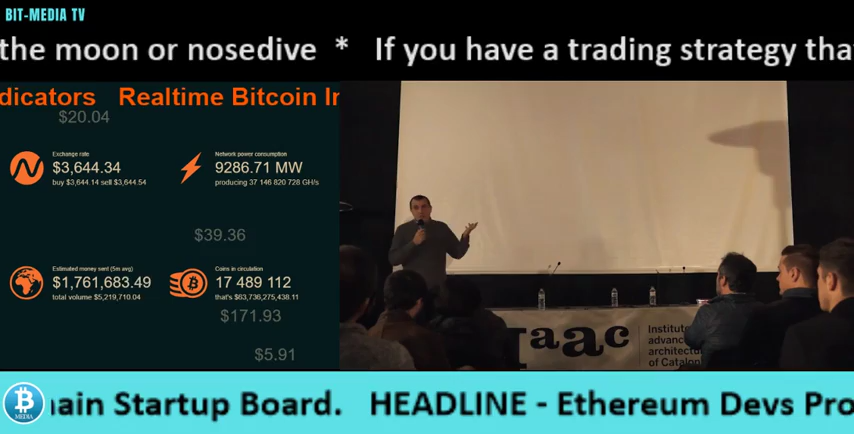 BIT-MEDIA TV
the moon or nosedive * If you have a trading strategy tha
dicators Realtime Bitcoin In
$20.04
Exchange rate
$3,644.34
buy $3,644.14 sell $3,644.54
Network power consumption
9286.71 MW
producing 37 146 820 728 GH/s
$39.36
Estimated money sent (5m avg)
$1,761,683.49
total volume $5,219,710.04
Coins in circulation
17 489 112
that's $63,736,275,438.11
$171.93
$5.91
Iaac
Institute
advanc
architectu
of Catalon
B
MEDIA
ain Startup Board. HEADLINE - Ethereum Devs Pro